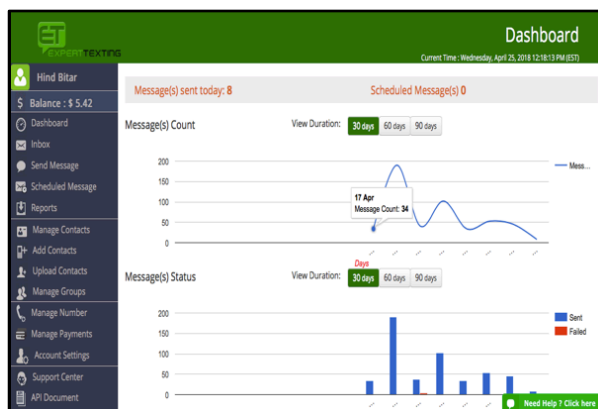 ET
EXPERTTEXTING
Dashboard
Current Time : Wednesday, April 25, 2018 12:18:13 PM (EST)
Hind Bitar
$ Balance : $ 5.42
Dashboard
Inbox
Send Message
Scheduled Message
Reports
Manage Contacts
Add Contacts
Upload Contacts
Manage Groups
Manage Number
Manage Payments
Account Settings
Support Center
API Document
Message(s) sent today: 8
Scheduled Message(s) 0
Message(s) Count
View Duration:
30 days
60 days
90 days
200
150
100
50
0
17 Apr
Message Count: 34
Mess...
Days
Message(s) Status
View Duration:
30 days
60 days
90 days
200
150
100
50
0
Sent
Failed
Need Help ? Click here